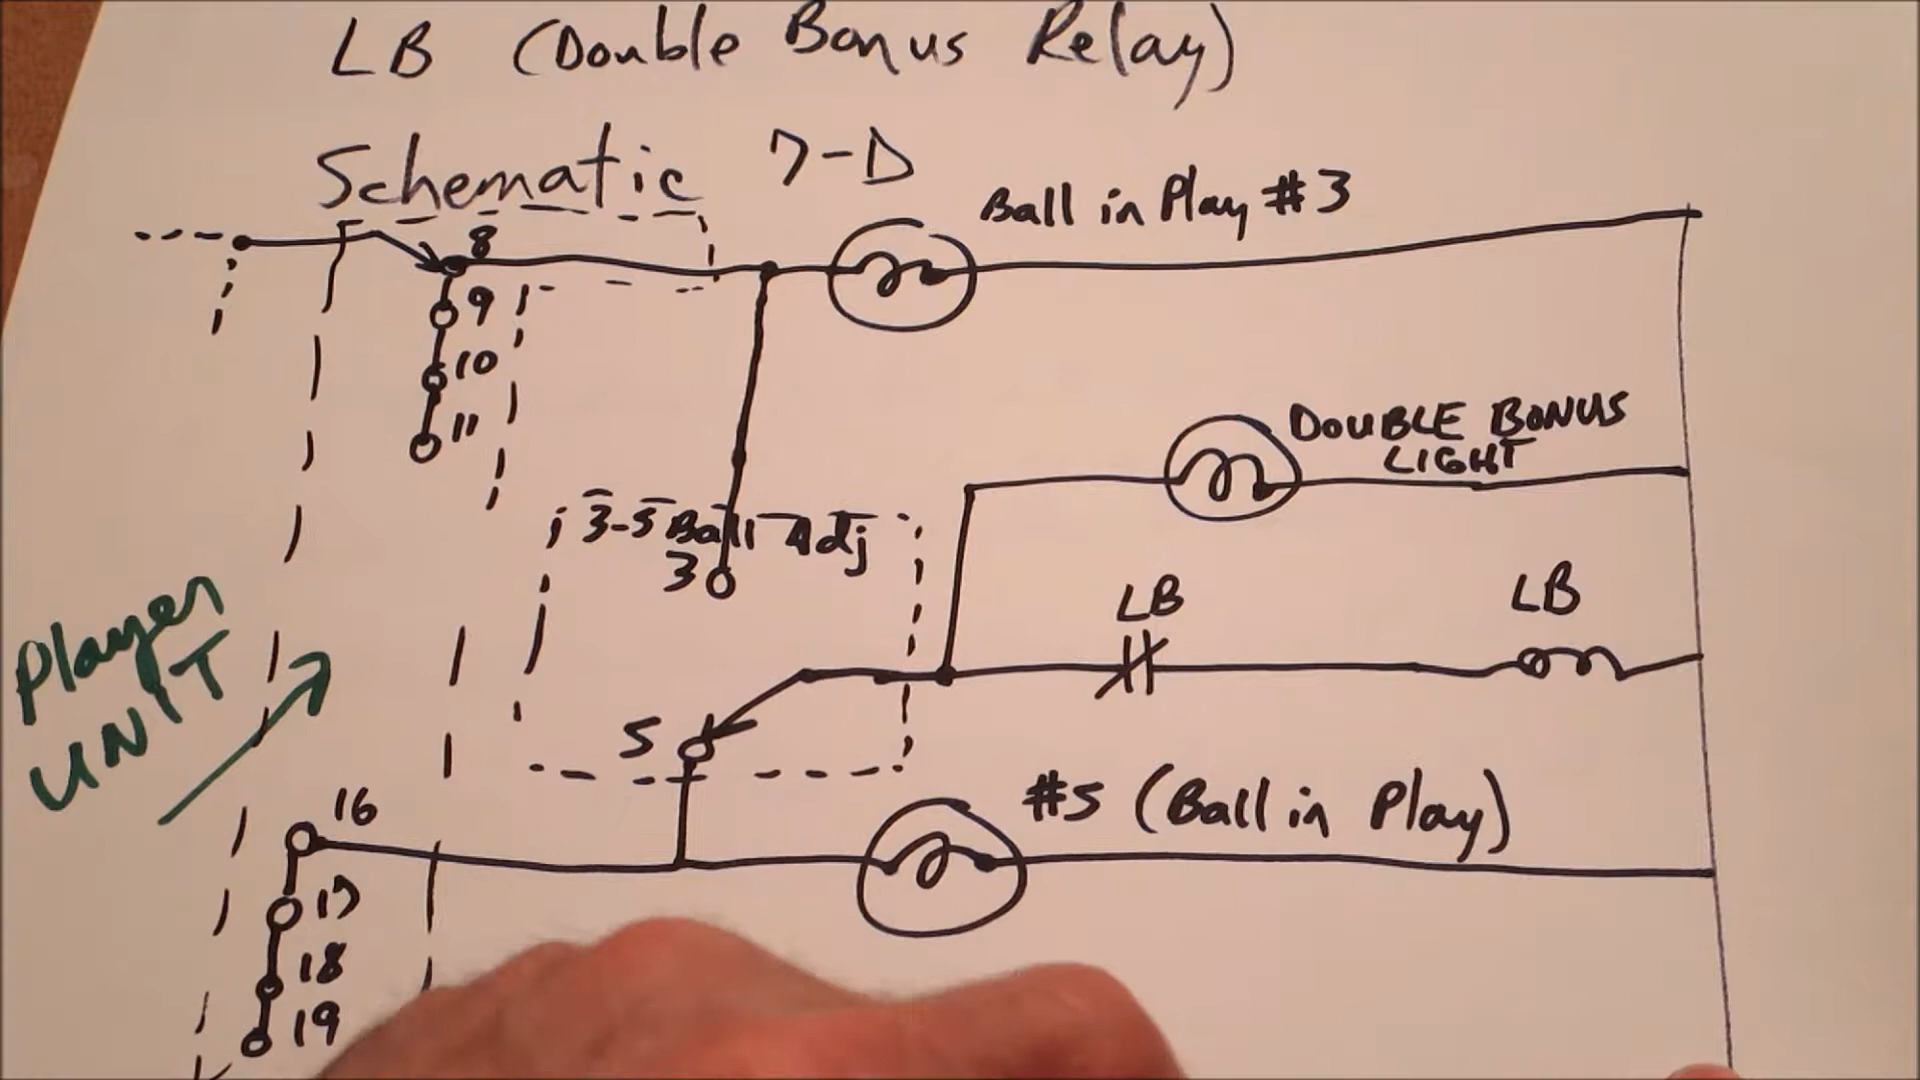 LB (Double Bonus Relay)
Schematic 7-D
Ball in Play #3
8
9
10
11
DOUBLE BONUS
LIGHT
3-5 Ball Adj
3
LB
LB
Player
UNIT
5
#5 (Ball in Play)
16
17
18
19